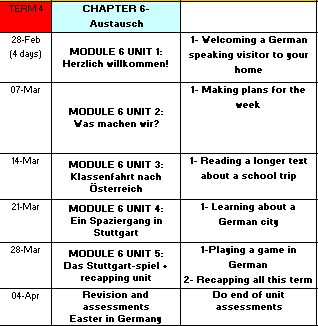 TERM 4
CHAPTER 6-
Austausch
28-Feb
(4 days)
MODULE 6 UNIT 1:
Herzlich willkommen!
1- Welcoming a German
speaking visitor to your
home
07-Mar
MODULE 6 UNIT 2:
Was machen wir?
1- Making plans for the
week
14-Mar
MODULE 6 UNIT 3:
Klassenfahrt nach
Österreich
1- Reading a longer text
about a school trip
21-Mar
MODULE 6 UNIT 4:
Ein Spaziergang in
Stuttgart
1- Learning about a
German city
28-Mar
MODULE 6 UNIT 5:
Das Stuttgart-spiel +
recapping unit
1-Playing a game in
German
2- Recapping all this term
04-Apr
Revision and
assessments
Easter in Germany
Do end of unit
assessments